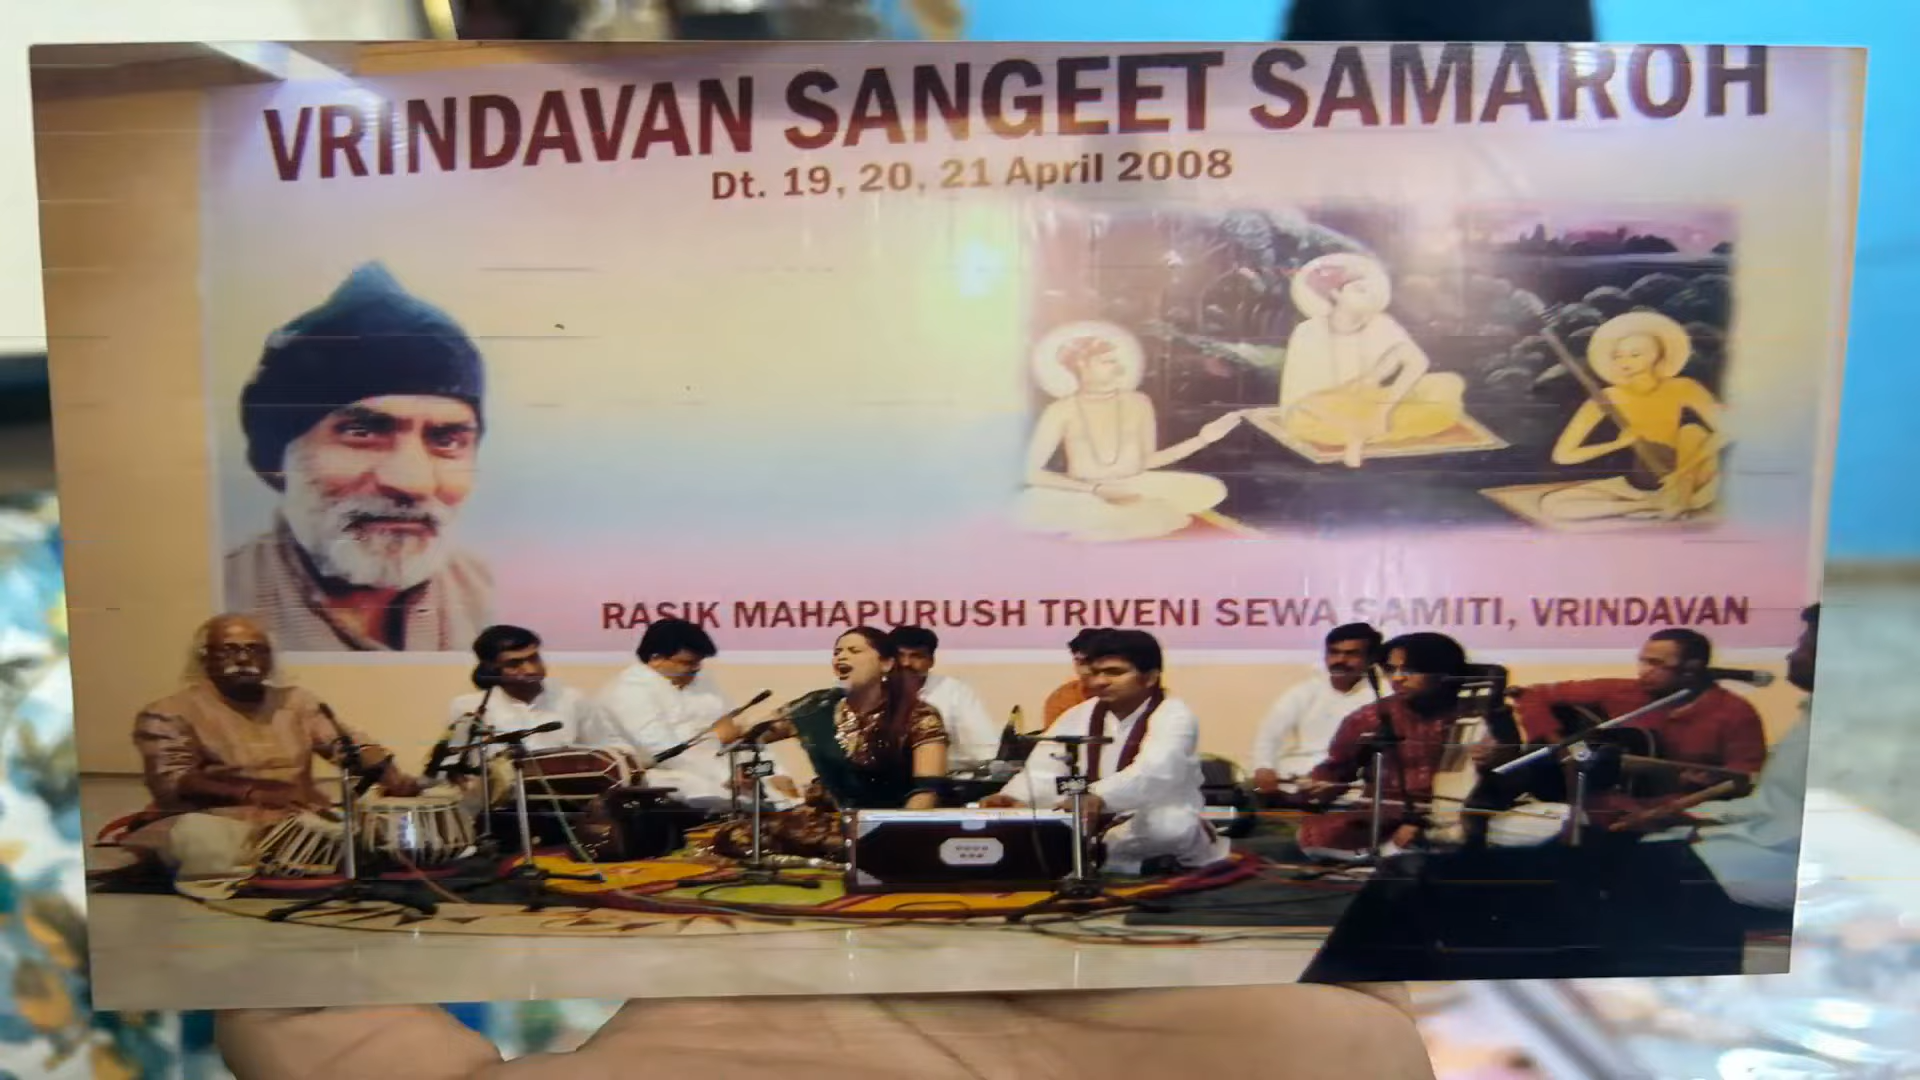 VRINDAVAN SANGEET SAMAROH
Dt. 19, 20, 21 April 2008
RASIK MAHAPURUSH TRIVENI SEWA SAMITI, VRINDAVAN